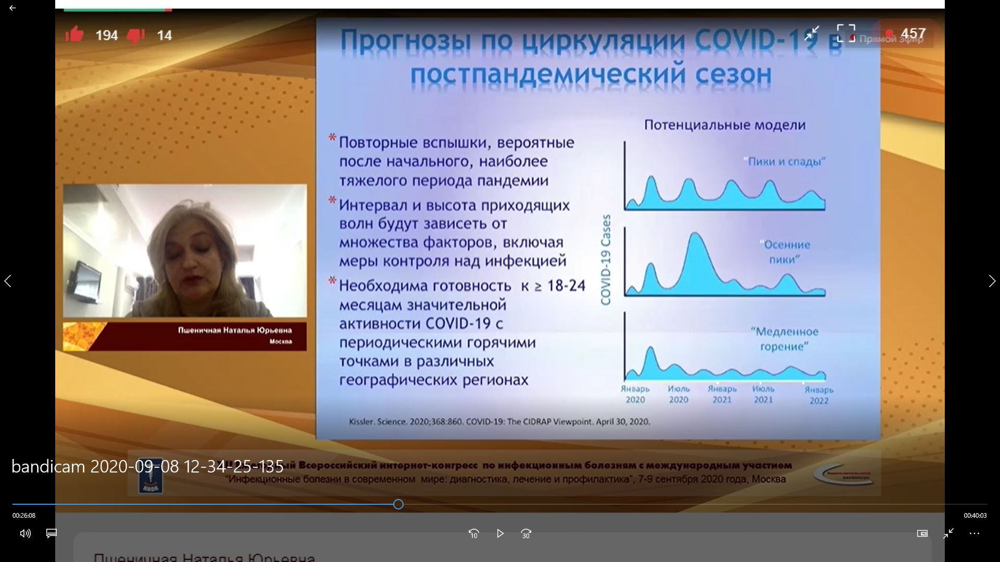 194
14
457
Прямой эфир
Прогнозы по циркуляции COVID-19 в
постпандемический сезон
* Повторные вспышки, вероятные
после начального, наиболее
тяжелого периода пандемии
* Интервал и высота приходящих
волн будут зависеть от
множества факторов, включая
меры контроля над инфекцией
* Необходима готовность к ≥ 18-24
месяцам значительной
активности COVID-19 с
периодическими горячими
точками в различных
географических регионах
Потенциальные модели
COVID-19 Cases
"Пики и спады"
"Осенние
пики"
"Медленное
горение"
Январь 2020
Июль 2020
Январь 2021
Июль 2021
Январь 2022
Kissler. Science. 2020;368:860. COVID-19: The CIDRAP Viewpoint. April 30, 2020.
Пшеничная Наталья Юрьевна
Москва
bandicam 2020-09-08 12-34-25-135
Всероссийский интернет-конгресс по инфекционным болезням с международным участием
"Инфекционные болезни в современном мире: диагностика, лечение и профилактика", 7-9 сентября 2020 года, Москва
00:26:08
00:40:03
10
30
Пшеничная Наталья Юрьевна